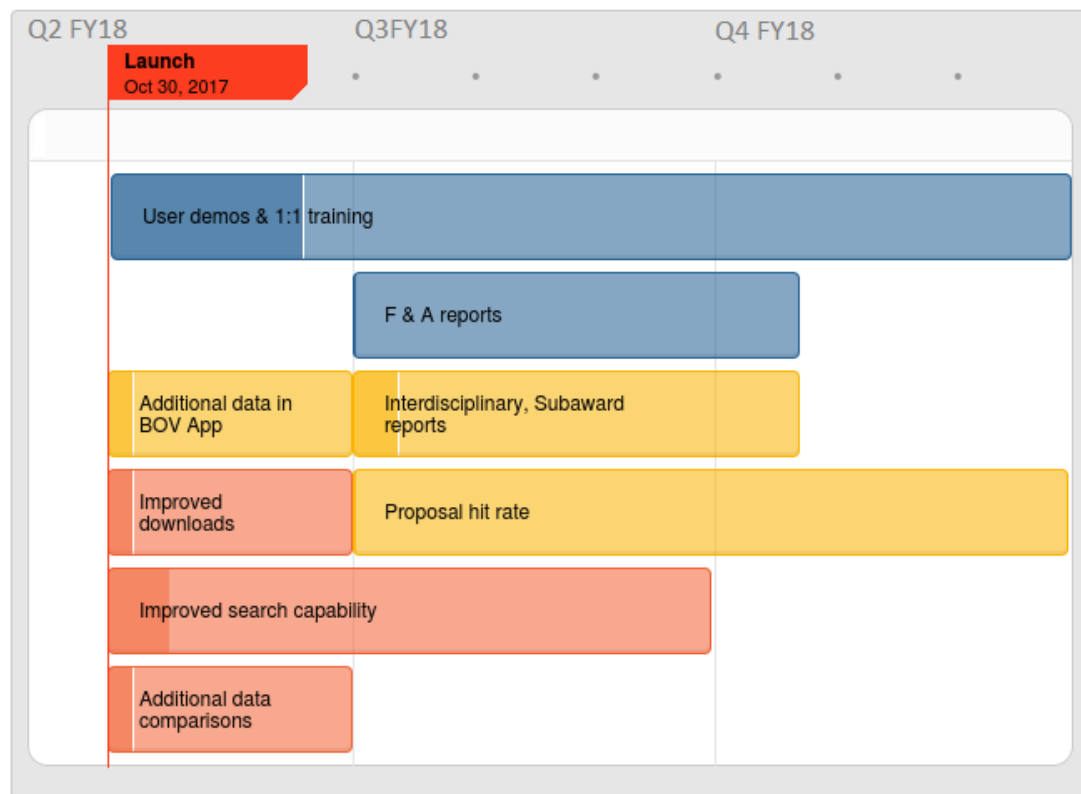 Q2 FY18
Q3FY18
Q4 FY18
Launch
Oct 30, 2017
User demos & 1:1 training
F & A reports
Additional data in
BOV App
Interdisciplinary, Subaward
reports
Improved
downloads
Proposal hit rate
Improved search capability
Additional data
comparisons